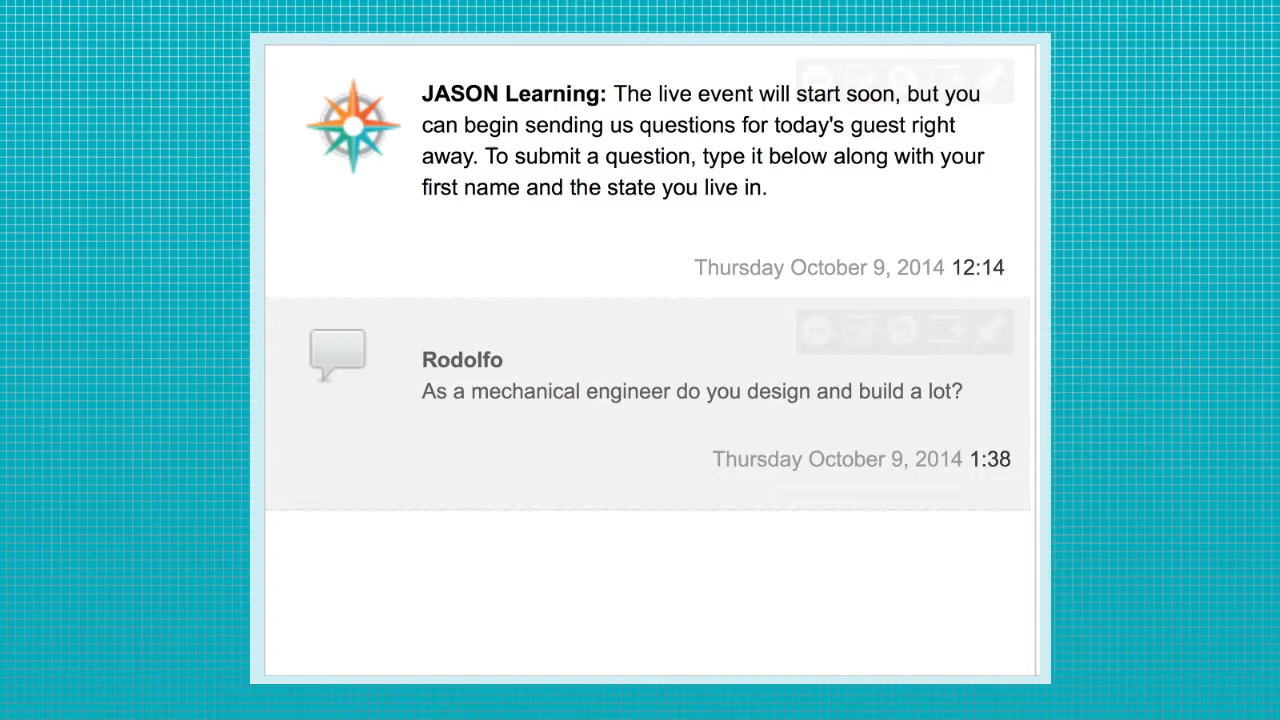 JASON Learning: The live event will start soon, but you
can begin sending us questions for today's guest right
away. To submit a question, type it below along with your
first name and the state you live in.
Thursday October 9, 2014 12:14
Rodolfo
As a mechanical engineer do you design and build a lot?
Thursday October 9, 2014 1:38